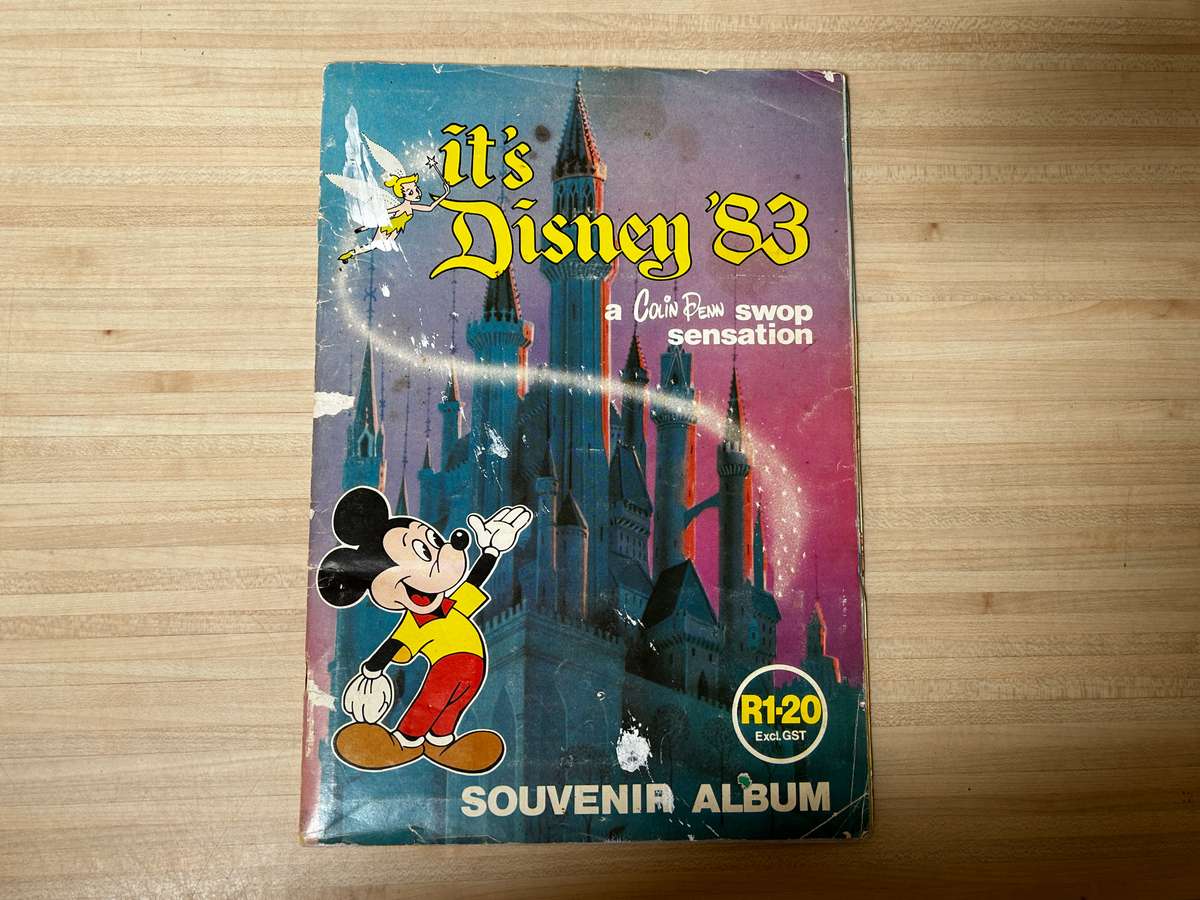 it's
Disney '83
a Colin Penn swop
sensation
R1·20
Excl. GST
SOUVENIR ALBUM